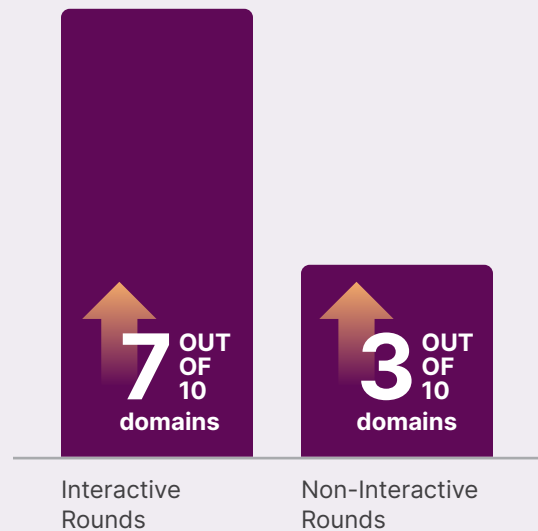 7 OUT
OF
10
domains
3 OUT
OF
10
domains
Interactive
Rounds
Non-Interactive
Rounds